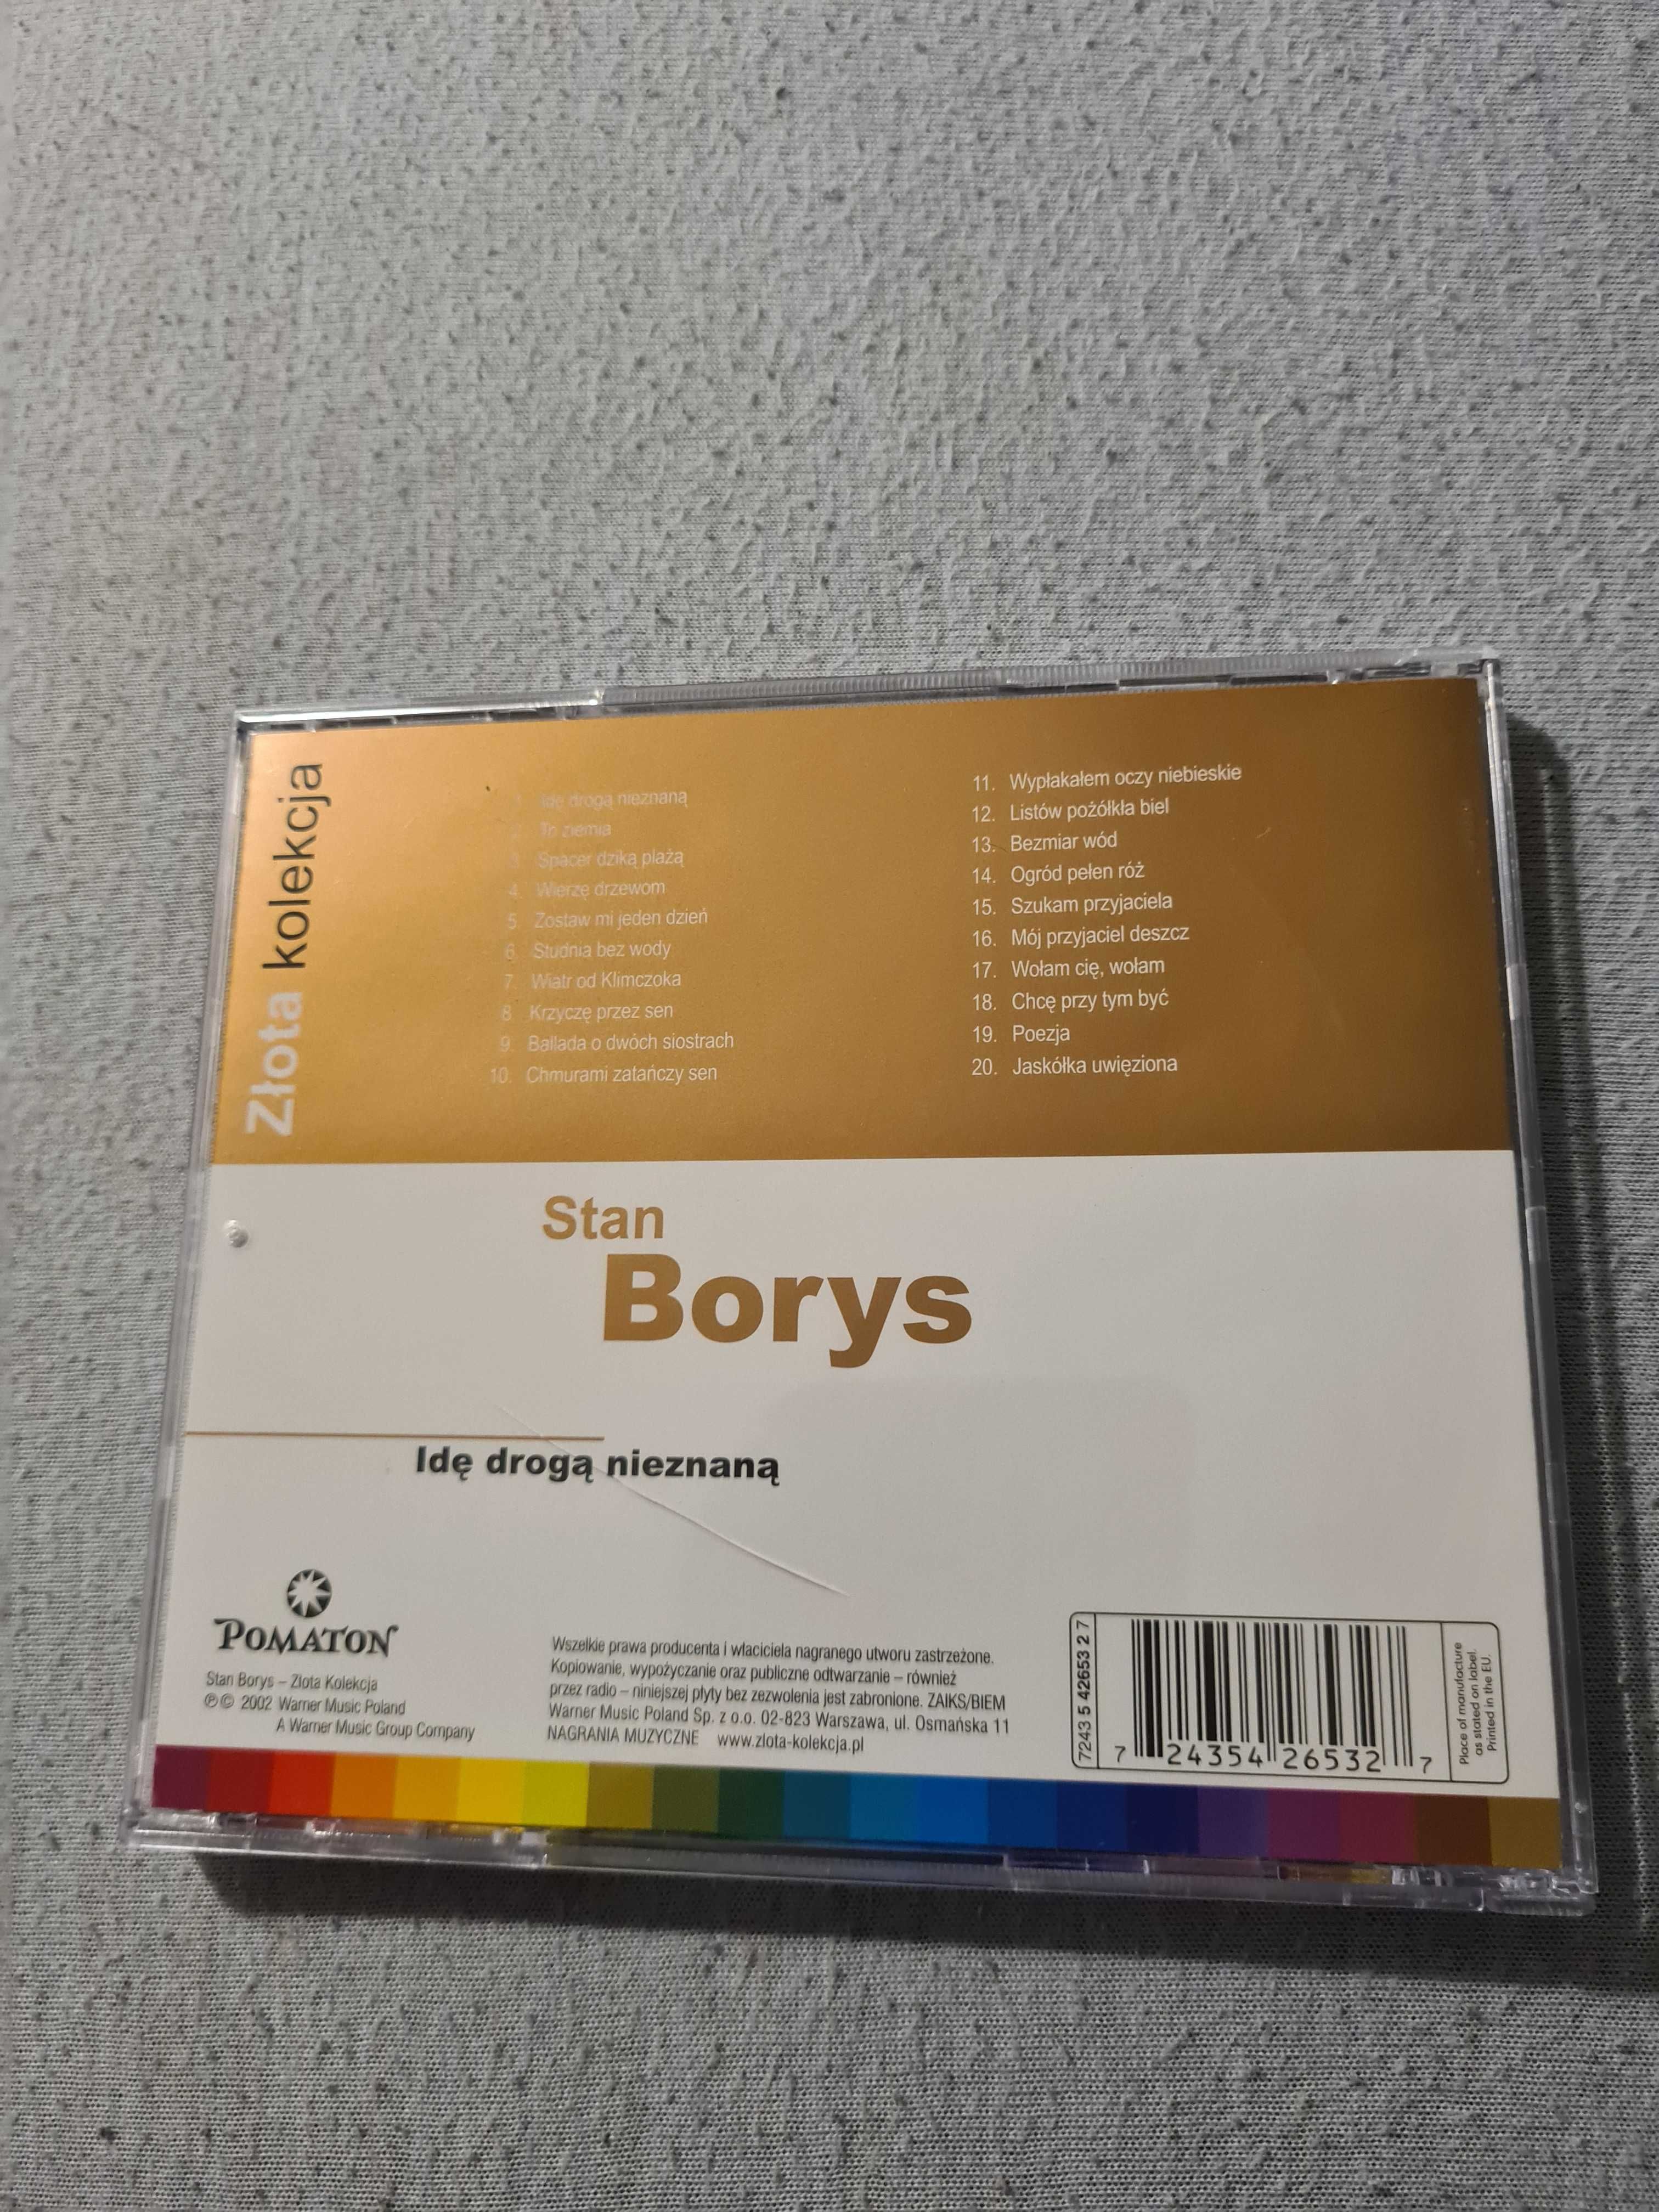 Złota kolekcja
1. Idę drogą nieznaną
2. To ziemia
3. Spacer dziką plażą
4. Wierzę drzewom
5. Zostaw mi jeden dzień
6. Studnia bez wody
7. Wiatr od Klimczoka
8. Krzyczę przez sen
9. Ballada o dwóch siostrach
10. Chmurami zatańczy sen
11. Wypłakałem oczy niebieskie
12. Listów pożółkła biel
13. Bezmiar wód
14. Ogród pełen róż
15. Szukam przyjaciela
16. Mój przyjaciel deszcz
17. Wołam cię, wołam
18. Chcę przy tym być
19. Poezja
20. Jaskółka uwięziona
Stan
Borys
Idę drogą nieznaną
POMATON
Stan Borys – Złota Kolekcja
℗© 2002 Warner Music Poland
A Warner Music Group Company
Wszelkie prawa producenta i właciciela nagranego utworu zastrzeżone.
Kopiowanie, wypożyczanie oraz publiczne odtwarzanie – również
przez radio – niniejszej płyty bez zezwolenia jest zabronione. ZAIKS/BIEM
Warner Music Poland Sp. z o.o. 02-823 Warszawa, ul. Osmańska 11
NAGRANIA MUZYCZNE www.zlota-kolekcja.pl
7243 5 42653 2 7
7 24354 26532 7
Place of manufacture
as stated on label.
Printed in the EU.